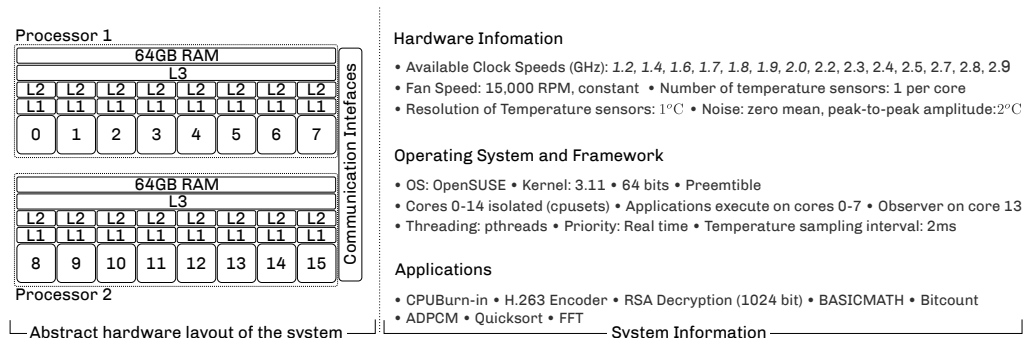 Processor 1
64GB RAM
L3
L2 L2 L2 L2 L2 L2 L2 L2
L1 L1 L1 L1 L1 L1 L1 L1
0 1 2 3 4 5 6 7
64GB RAM
L3
L2 L2 L2 L2 L2 L2 L2 L2
L1 L1 L1 L1 L1 L1 L1 L1
8 9 10 11 12 13 14 15
Processor 2
Communication Intefaces
Abstract hardware layout of the system
Hardware Infomation
• Available Clock Speeds (GHz): 1.2, 1.4, 1.6, 1.7, 1.8, 1.9, 2.0, 2.2, 2.3, 2.4, 2.5, 2.7, 2.8, 2.9
• Fan Speed: 15,000 RPM, constant • Number of temperature sensors: 1 per core
• Resolution of Temperature sensors: 1°C • Noise: zero mean, peak-to-peak amplitude:2°C
Operating System and Framework
• OS: OpenSUSE • Kernel: 3.11 • 64 bits • Preemtible
• Cores 0-14 isolated (cpusets) • Applications execute on cores 0-7 • Observer on core 13
• Threading: pthreads • Priority: Real time • Temperature sampling interval: 2ms
Applications
• CPUBurn-in • H.263 Encoder • RSA Decryption (1024 bit) • BASICMATH • Bitcount
• ADPCM • Quicksort • FFT
System Information